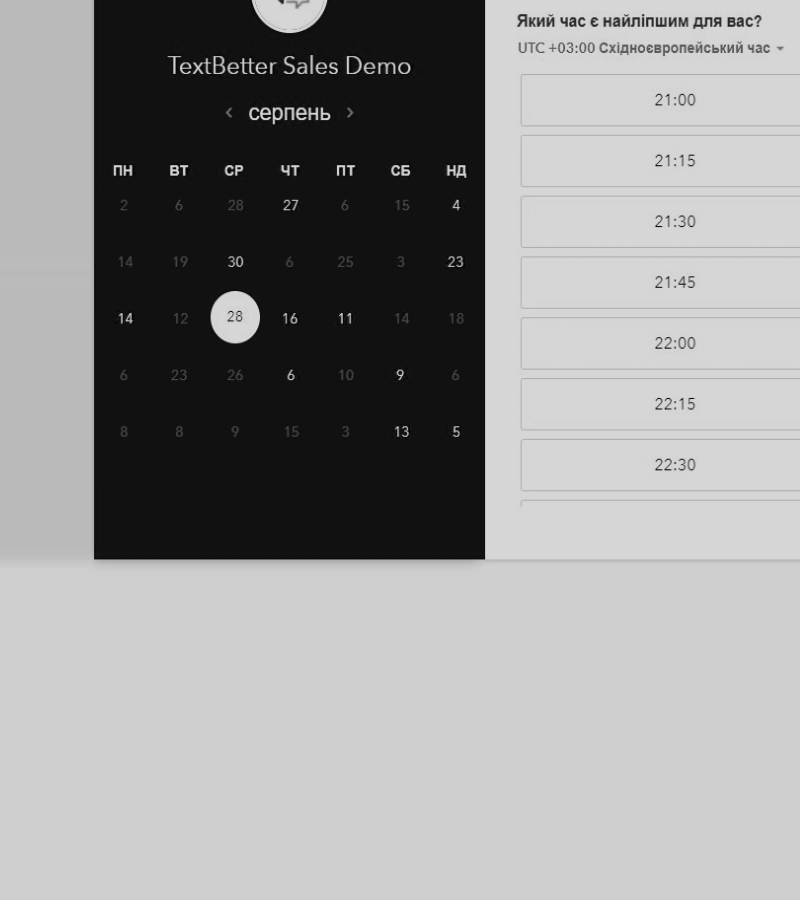 TextBetter Sales Demo
серпень
ПН ВТ СР ЧТ ПТ СБ НД
2 6 28 27 6 15 4
14 19 30 6 25 3 23
14 12 28 16 11 14 18
6 23 26 6 10 9 6
8 8 9 15 3 13 5
Який час є найліпшим для вас?
UTC +03:00 Східноєвропейський час
21:00
21:15
21:30
21:45
22:00
22:15
22:30